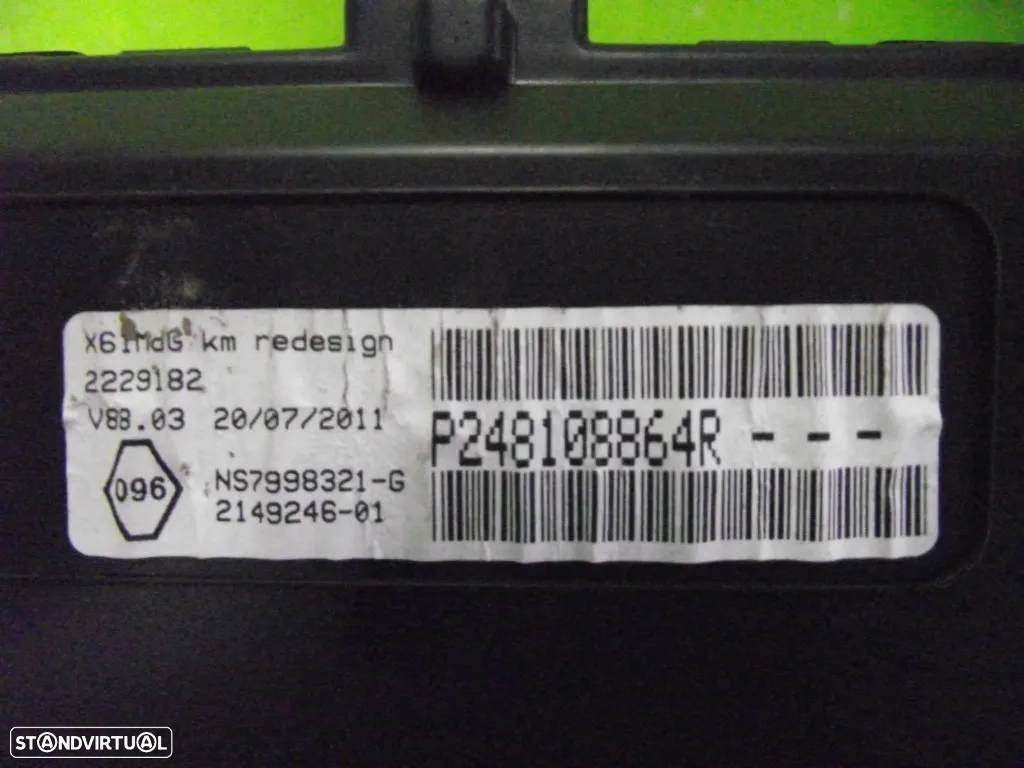 X61MdG km redesign
2229182
V88.03 20/07/2011
096
NS7998321-G
2149246-01
P248108864R - - -
STANDVIRTUAL